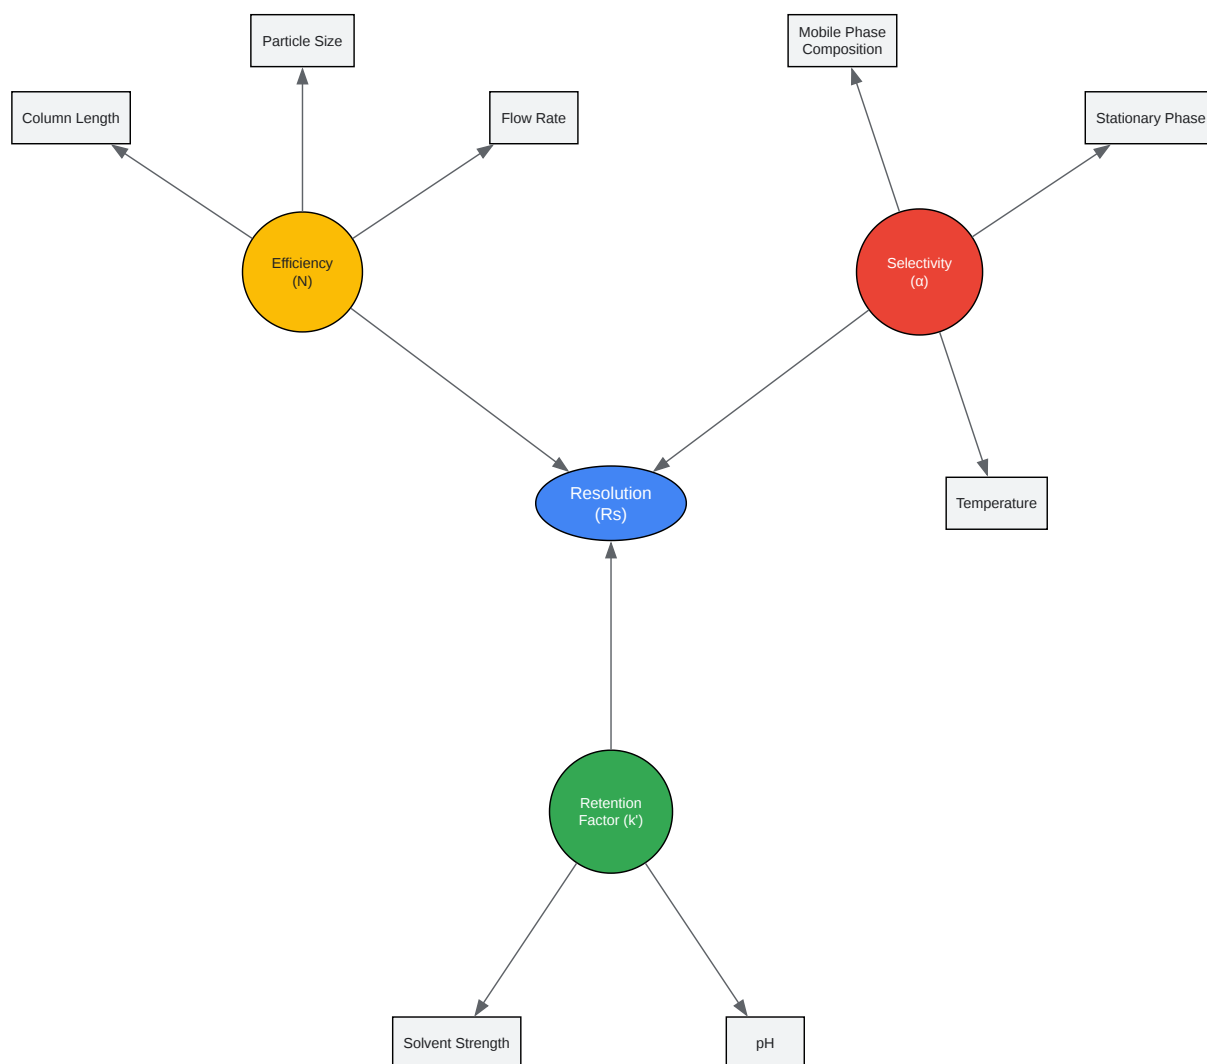 Particle Size
Mobile Phase
Composition
Column Length
Flow Rate
Stationary Phase
Efficiency
(N)
Selectivity
(α)
Resolution
(Rs)
Temperature
Retention
Factor (k')
Solvent Strength
pH